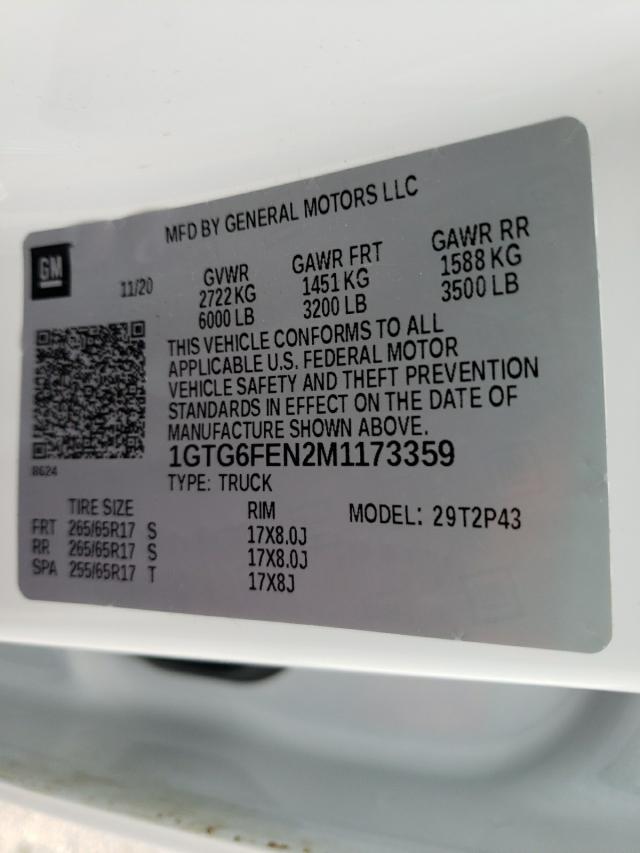 MFD BY GENERAL MOTORS LLC
GM
11/20
GVWR
2722 KG
6000 LB
GAWR FRT
1451 KG
3200 LB
GAWR RR
1588 KG
3500 LB
THIS VEHICLE CONFORMS TO ALL
APPLICABLE U.S. FEDERAL MOTOR
VEHICLE SAFETY AND THEFT PREVENTION
STANDARDS IN EFFECT ON THE DATE OF
MANUFACTURE SHOWN ABOVE.
8624
1GTG6FEN2M1173359
TYPE: TRUCK
TIRE SIZE RIM MODEL: 29T2P43
FRT 265/65R17 S 17X8.0J
RR 265/65R17 S 17X8.0J
SPA 255/65R17 T 17X8J